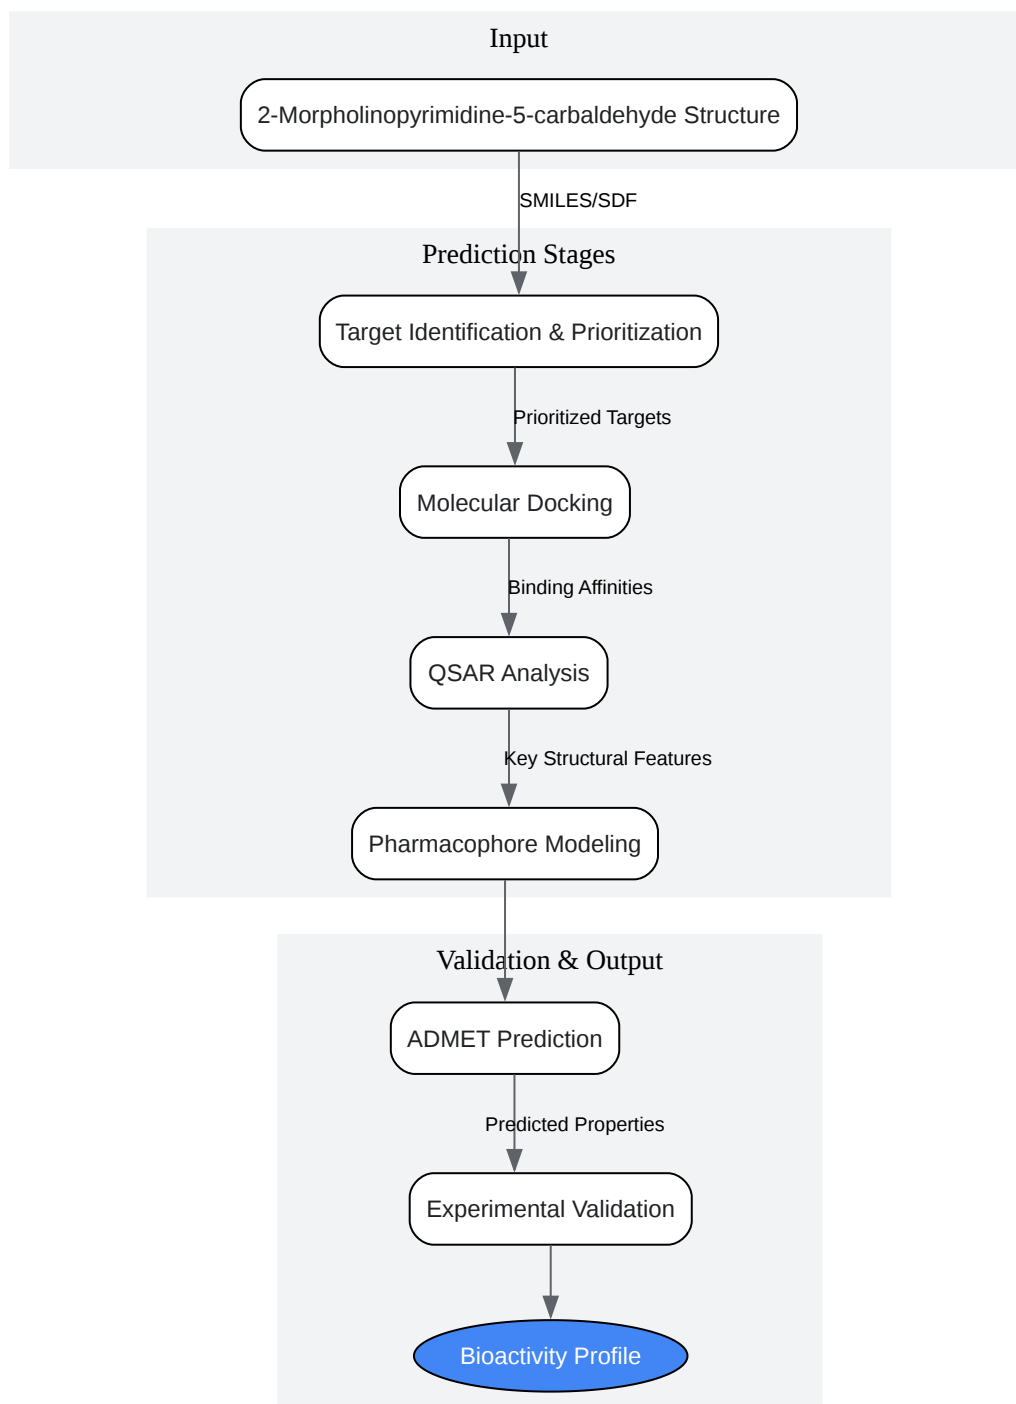 Input
2-Morpholinopyrimidine-5-carbaldehyde Structure
SMILES/SDF
Prediction Stages
Target Identification & Prioritization
Prioritized Targets
Molecular Docking
Binding Affinities
QSAR Analysis
Key Structural Features
Pharmacophore Modeling
Validation & Output
ADMET Prediction
Predicted Properties
Experimental Validation
Bioactivity Profile